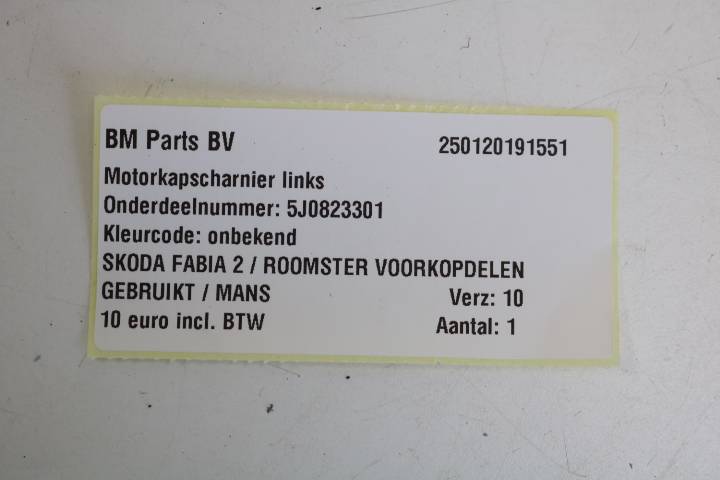 BM Parts BV 250120191551
Motorkapscharnier links
Onderdeelnummer: 5J0823301
Kleurcode: onbekend
SKODA FABIA 2 / ROOMSTER VOORKOPDELEN
GEBRUIKT / MANS Verz: 10
10 euro incl. BTW Aantal: 1